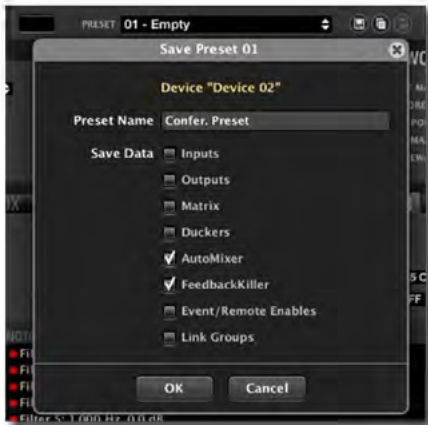 PRESET 01 - Empty
Save Preset 01
Device "Device 02"
Preset Name Confer. Preset
Save Data Inputs
Outputs
Matrix
Duckers
AutoMixer
FeedbackKiller
Event/Remote Enables
Link Groups
OK Cancel
Filter 5: 1.000 Hz, 0.0 dB